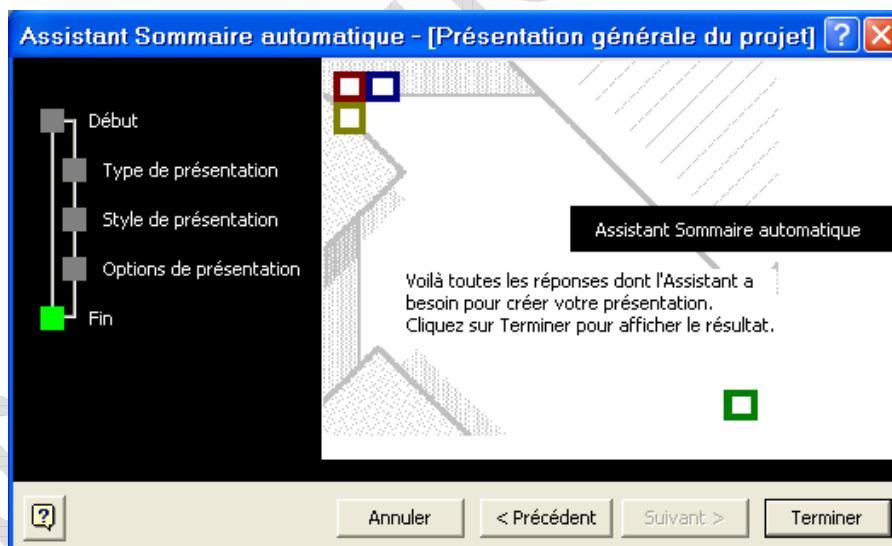 Assistant Sommaire automatique - [Présentation générale du projet]
Début
Type de présentation
Style de présentation
Options de présentation
Fin
Assistant Sommaire automatique
Voilà toutes les réponses dont l'Assistant a
besoin pour créer votre présentation.
Cliquez sur Terminer pour afficher le résultat.
Annuler
< Précédent
Suivant >
Terminer